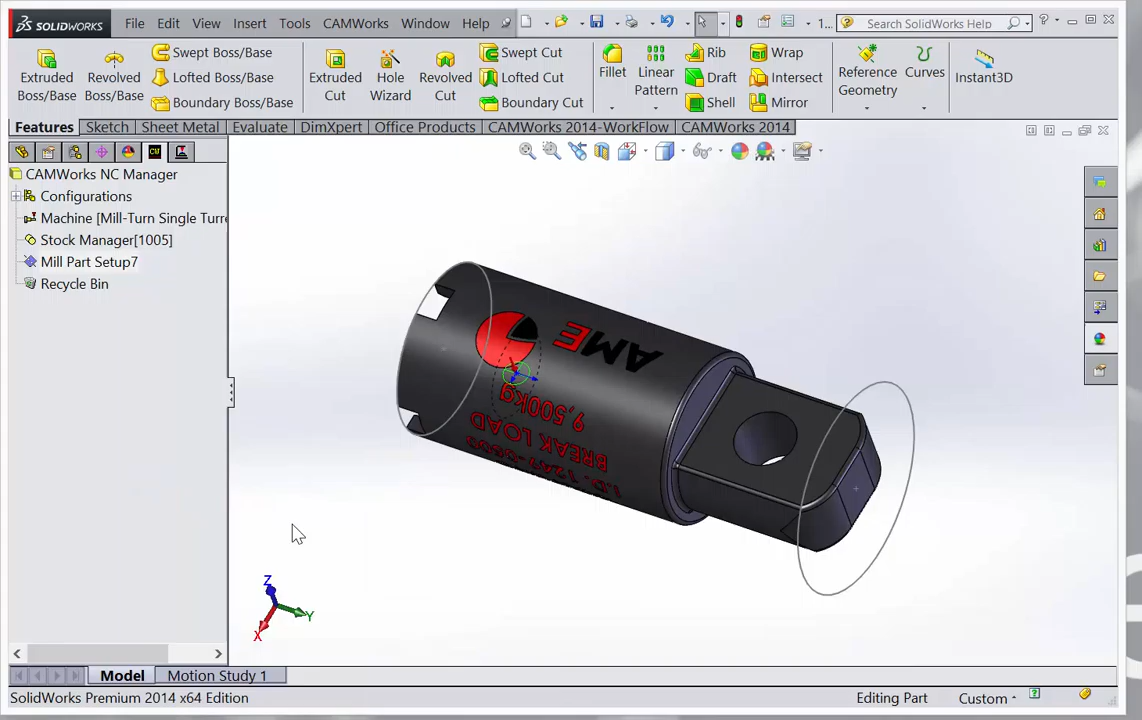 SOLIDWORKS File Edit View Insert Tools CAMWorks Window Help 1... Search SolidWorks Help
Extruded Boss/Base
Revolved Boss/Base
Swept Boss/Base
Lofted Boss/Base
Boundary Boss/Base
Extruded Cut
Hole Wizard
Revolved Cut
Swept Cut
Lofted Cut
Boundary Cut
Fillet
Linear Pattern
Rib
Draft
Shell
Wrap
Intersect
Mirror
Reference Geometry
Curves
Instant3D
Features Sketch Sheet Metal Evaluate DimXpert Office Products CAMWorks 2014-WorkFlow CAMWorks 2014
CAMWorks NC Manager
Configurations
Machine [Mill-Turn Single Turre
Stock Manager[1005]
Mill Part Setup7
Recycle Bin
AME
9,500kg
BREAK LOAD
Z
Y
X
Model Motion Study 1
SolidWorks Premium 2014 x64 Edition Editing Part Custom